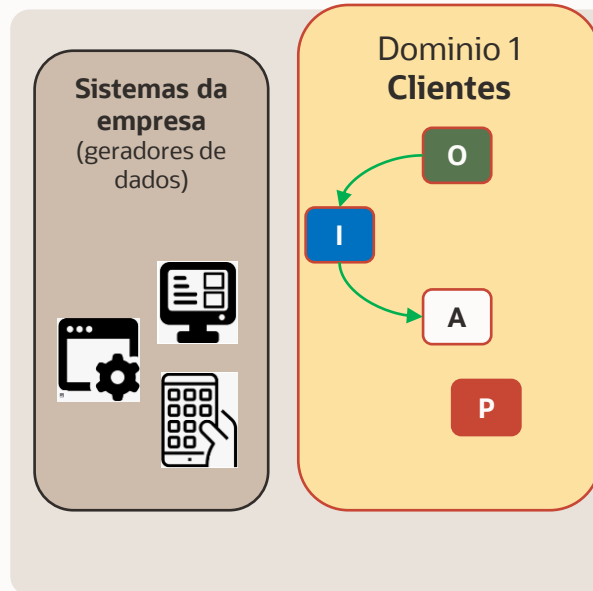 Sistemas da
empresa
(geradores de
dados)
Dominio 1
Clientes
O
I
A
P